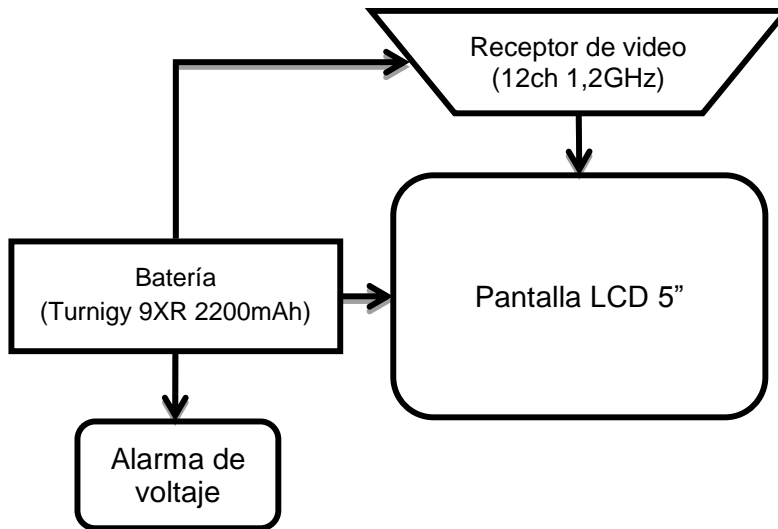 Receptor de video
(12ch 1,2GHz)
Batería
(Turnigy 9XR 2200mAh)
Pantalla LCD 5”
Alarma de
voltaje